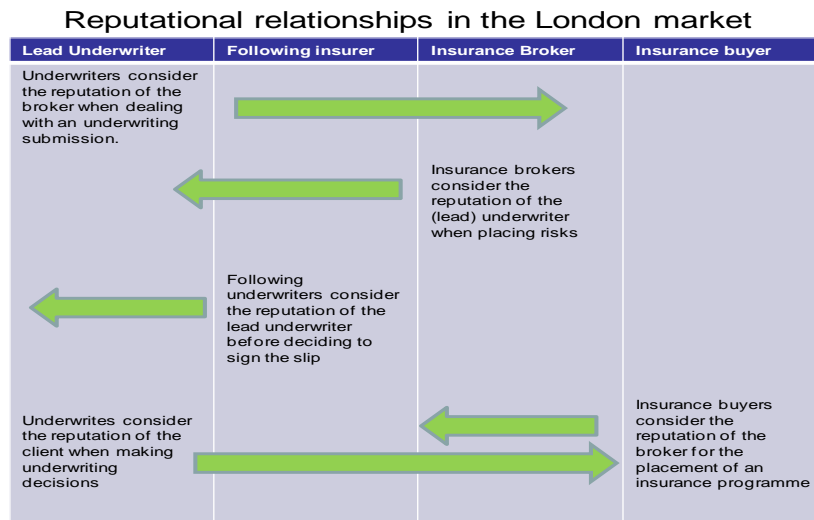 Reputational relationships in the London market
Lead Underwriter
Following insurer
Insurance Broker
Insurance buyer
Underwriters consider
the reputation of the
broker when dealing
with an underwriting
submission.
Insurance brokers
consider the
reputation of the
(lead) underwriter
when placing risks
Following
underwriters consider
the reputation of the
lead underwriter
before deciding to
sign the slip
Underwrites consider
the reputation of the
client when making
underwriting
decisions
Insurance buyers
consider the
reputation of the
broker for the
placement of an
insurance programme